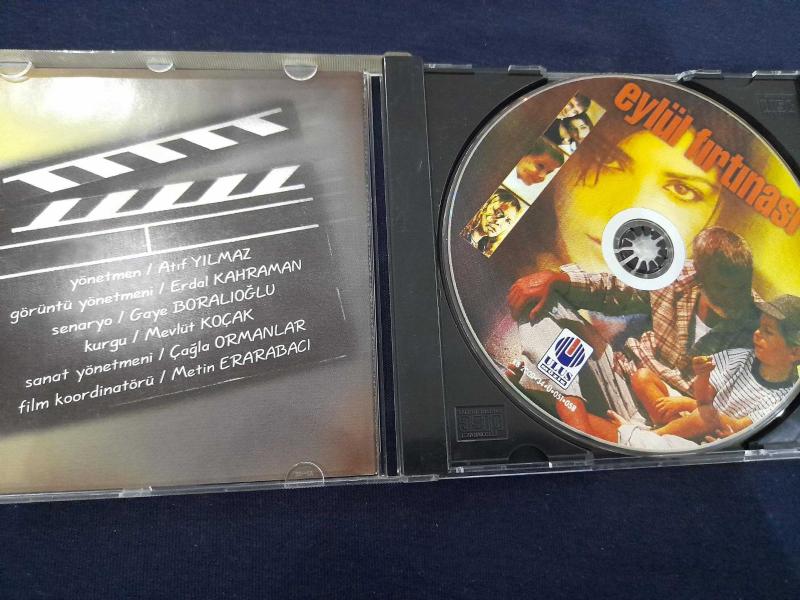 yönetmen / Atıf YILMAZ
görüntü yönetmeni / Erdal KAHRAMAN
senaryo / Gaye BORALIOĞLU
kurgu / Mevlüt KOÇAK
sanat yönetmeni / Çağla ORMANLAR
film koordinatörü / Metin ERARABACI
eylül fırtınası
ULUS